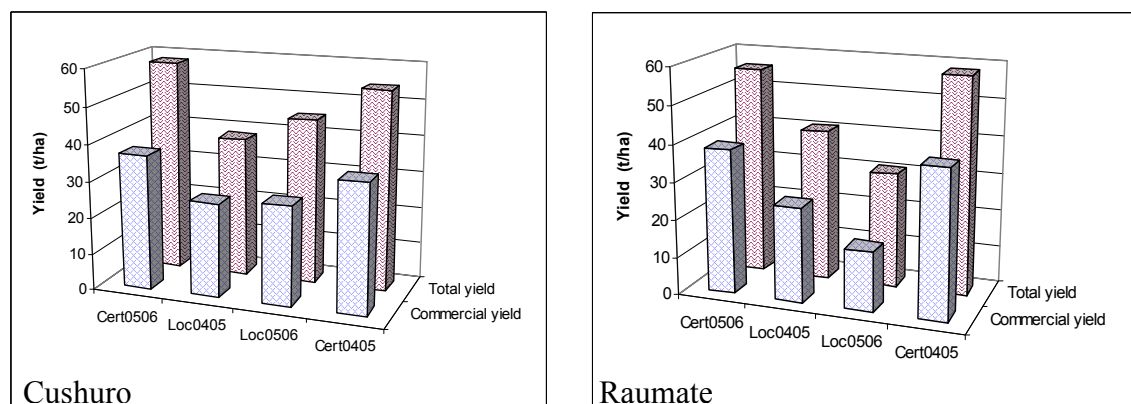 60
50
40
30
20
10
0
Yield (t/ha)
Cert0506
Loc0405
Loc0506
Cert0405
Total yield
Commercial yield
Cushuro
60
50
40
30
20
10
0
Yield (t/ha)
Cert0506
Loc0405
Loc0506
Cert0405
Total yield
Commercial yield
Raumate